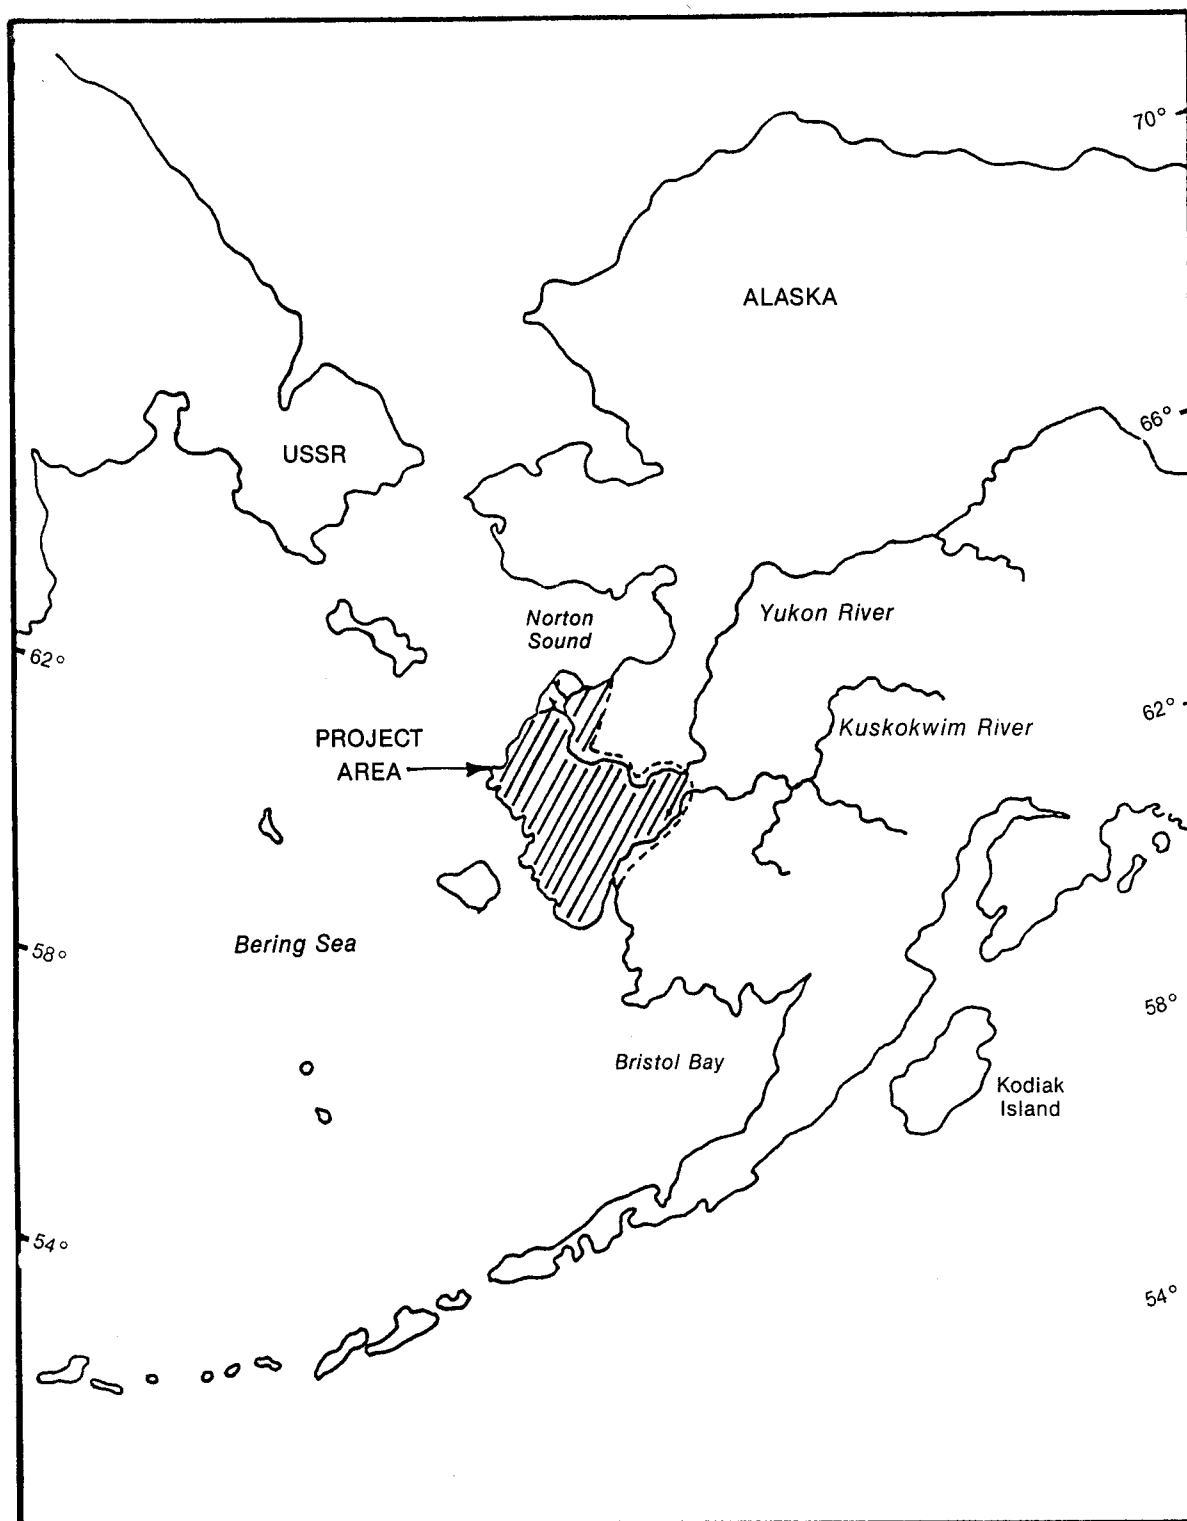 70°
ALASKA
66°
USSR
Norton
Sound
Yukon River
62°
62°
Kuskokwim River
PROJECT
AREA
Bering Sea
58°
58°
Bristol Bay
Kodiak
Island
54°
54°